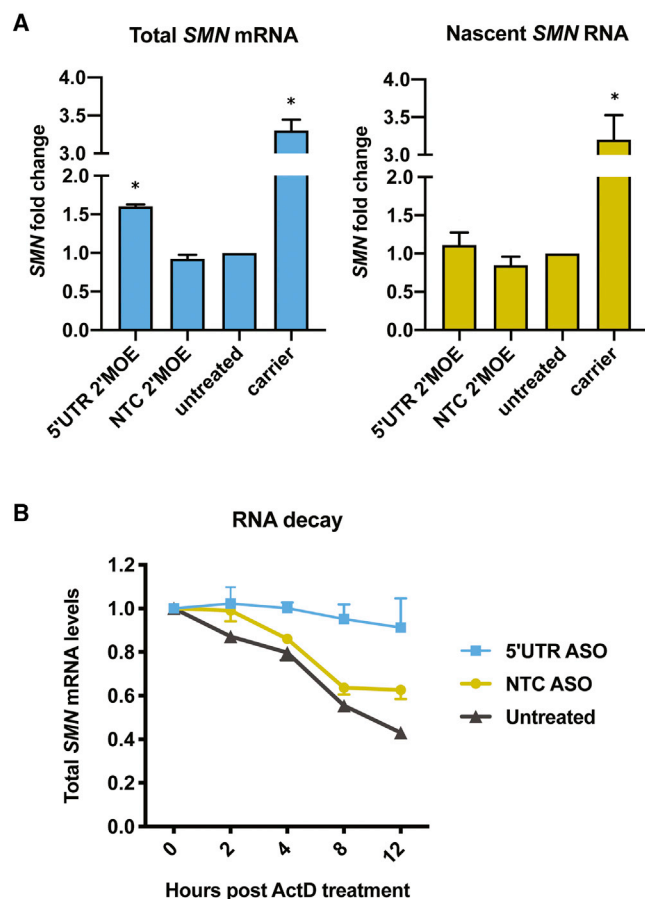 A
Total SMN mRNA
SMN fold change
4.0
3.5
3.0
2.0
1.5
1.0
0.5
0.0
*
*
5'UTR 2'MOE
NTC 2'MOE
untreated
carrier
Nascent SMN RNA
SMN fold change
4.0
3.5
3.0
2.0
1.5
1.0
0.5
0.0
*
5'UTR 2'MOE
NTC 2'MOE
untreated
carrier
B
RNA decay
Total SMN mRNA levels
1.2
1.0
0.8
0.6
0.4
0.2
0.0
0
2
4
8
12
Hours post ActD treatment
5'UTR ASO
NTC ASO
Untreated